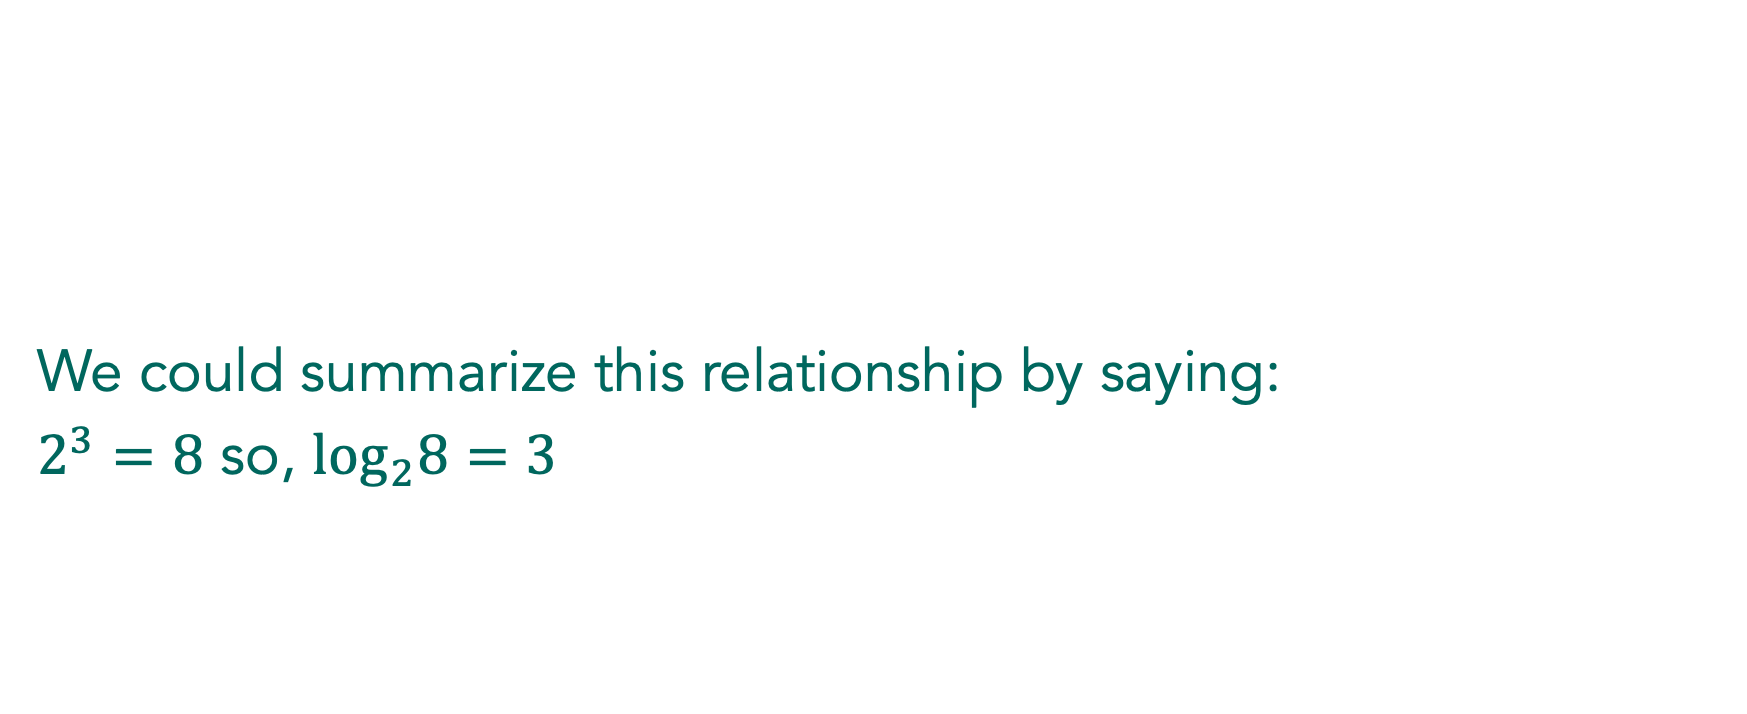 We could summarize this relationship by saying:
2³ = 8 so, log₂8 = 3